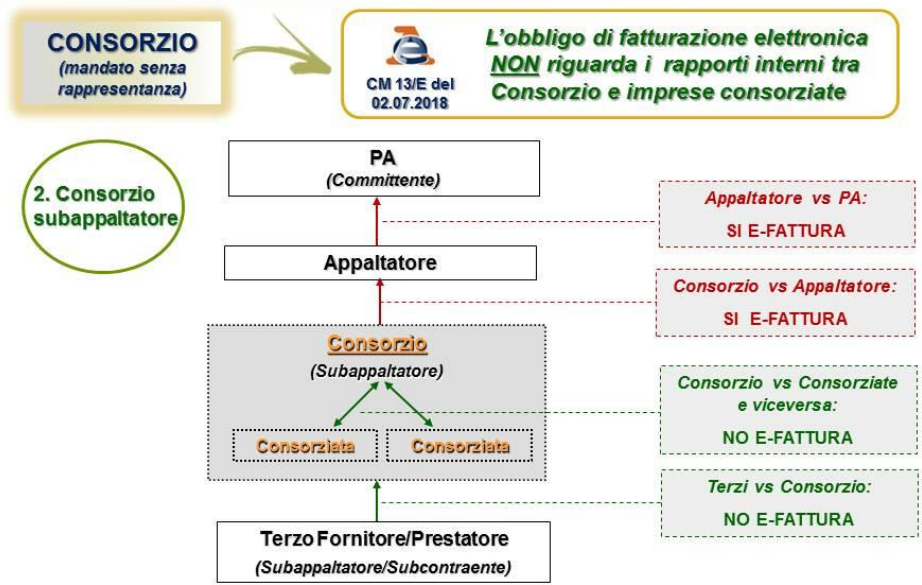 CONSORZIO
(mandato senza
rappresentanza)
CM 13/E del
02.07.2018
L'obbligo di fatturazione elettronica
NON riguarda i rapporti interni tra
Consorzio e imprese consorziate
2. Consorzio
subappaltatore
PA
(Committente)
Appaltatore vs PA:
SI E-FATTURA
Appaltatore
Consorzio vs Appaltatore:
SI E-FATTURA
Consorzio
(Subappaltatore)
Consorziata
Consorziata
Consorzio vs Consorziate
e viceversa:
NO E-FATTURA
Terzi vs Consorzio:
NO E-FATTURA
Terzo Fornitore/Prestatore
(Subappaltatore/Subcontraente)